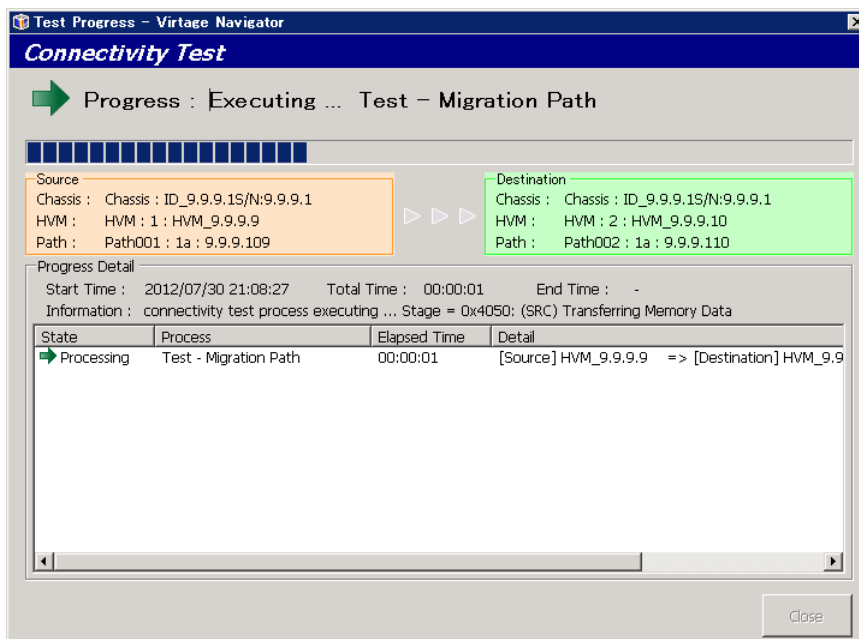 Test Progress - Virtage Navigator
Connectivity Test
Progress : Executing ... Test - Migration Path
Source
Chassis : Chassis : ID_9.9.9.1S/N:9.9.9.1
HVM : HVM : 1 : HVM_9.9.9.9
Path : Path001 : 1a : 9.9.9.109
Destination
Chassis : Chassis : ID_9.9.9.1S/N:9.9.9.1
HVM : HVM : 2 : HVM_9.9.9.10
Path : Path002 : 1a : 9.9.9.110
Progress Detail
Start Time : 2012/07/30 21:08:27 Total Time : 00:00:01 End Time : -
Information : connectivity test process executing ... Stage = 0x4050: (SRC) Transferring Memory Data
State Process Elapsed Time Detail
Processing Test - Migration Path 00:00:01 [Source] HVM_9.9.9.9 => [Destination] HVM_9.9
Close